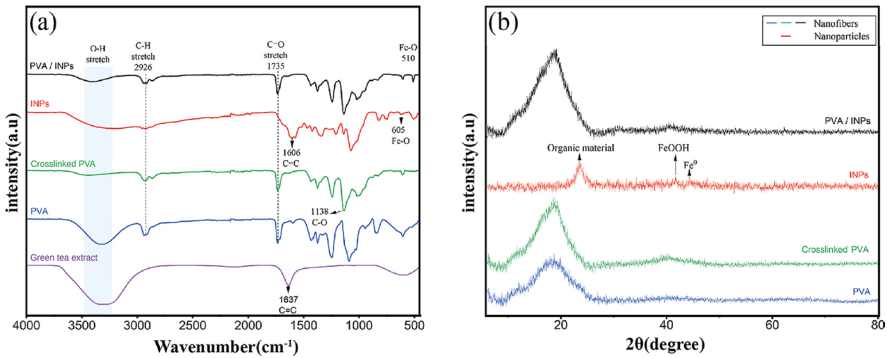 (a)
O-H
stretch
C-H
stretch
2926
C=O
stretch
1735
Fe-O
510
PVA / INPs
INPs
605
Fe-O
1606
C=C
Crosslinked PVA
1138
C-O
PVA
Green tea extract
1637
C=C
intensity(a.u)
4000 3500 3000 2500 2000 1500 1000 500
Wavenumber(cm-1)
(b)
Nanofibers
Nanoparticles
PVA / INPs
Organic material
FeOOH
Fe⁰
INPs
Crosslinked PVA
PVA
intensity(a.u)
20 40 60 80
2θ(degree)